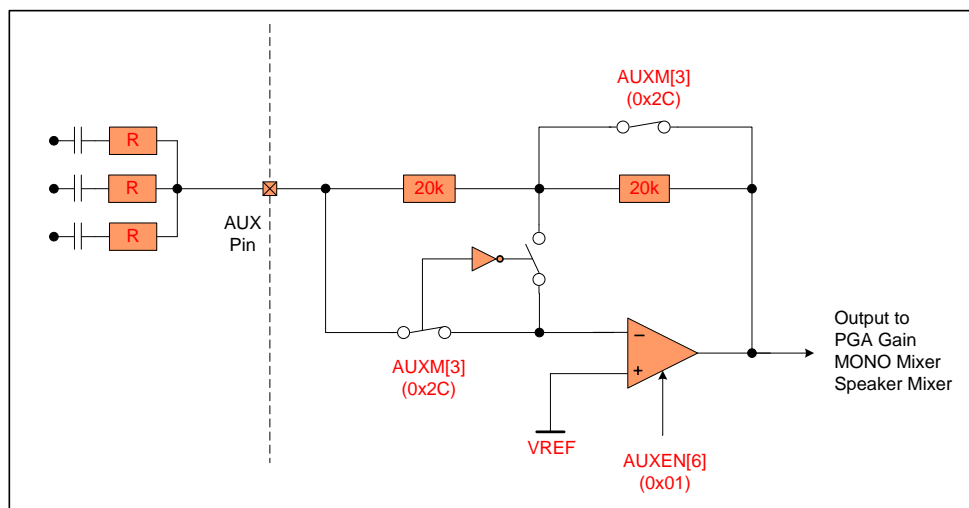 AUXM[3]
(0x2C)
R
R
R
20k
20k
AUX
Pin
−
+
AUXM[3]
(0x2C)
VREF
AUXEN[6]
(0x01)
Output to
PGA Gain
MONO Mixer
Speaker Mixer